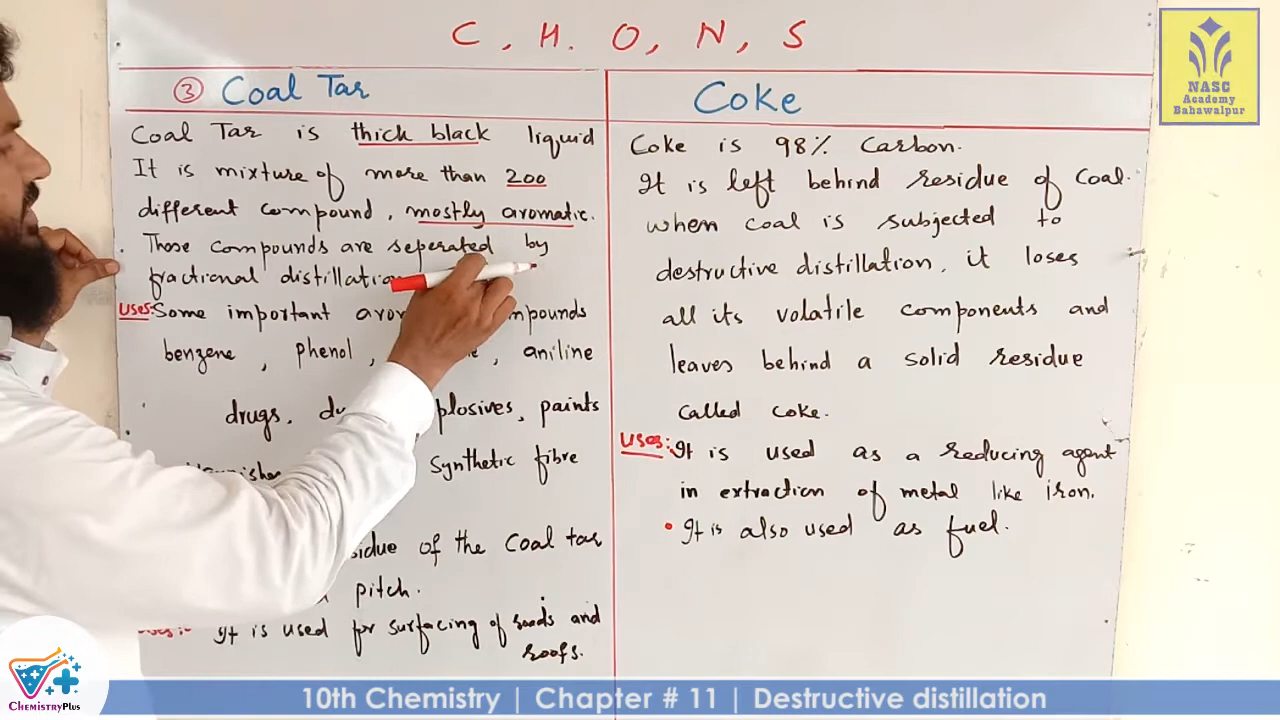 C, H. O, N, S
③ Coal Tar
Coal Tar is thick black liquid
It is mixture of more than 200
different compound, mostly aromatic.
Those compounds are seperated by
fractional distillation
Uses: Some important compounds
benzene, phenol, , aniline
drugs, plosives, paints
Synthetic fibre
sidue of the Coal tar
pitch.
It is used for surfacing of roads and
roofs.
Coke
Coke is 98% Carbon.
It is left behind residue of Coal.
when coal is subjected to
destructive distillation, it loses
all its volatile components and
leaves behind a solid residue
called coke.
Uses: It is used as a reducing agent
in extraction of metal like iron.
• It is also used as fuel.
NASC
Academy
Bahawalpur
ChemistryPlus
10th Chemistry | Chapter # 11 | Destructive distillation